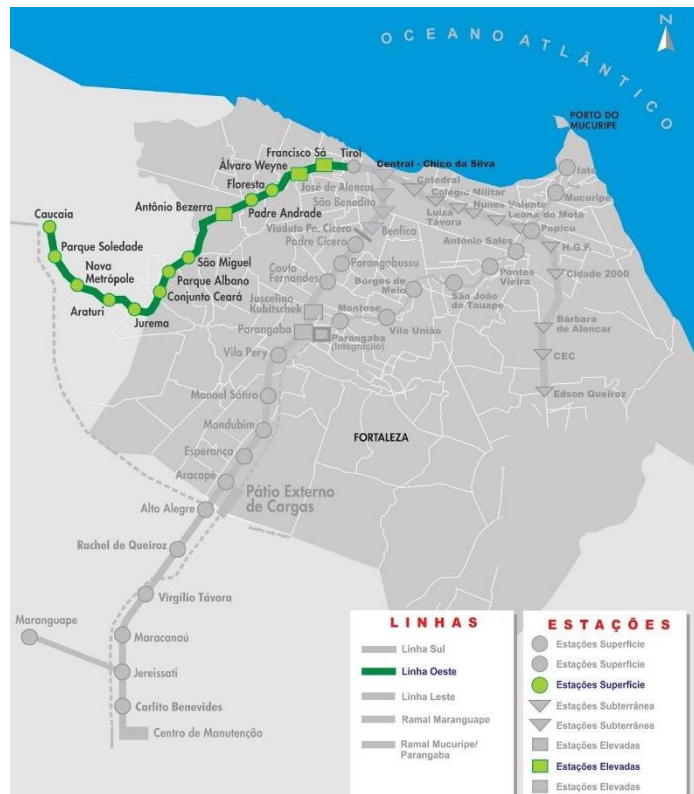 OCEANO ATLÂNTICO
N
PORTO DO
MUCURIPE
Francisco Sá
Tirol
Central - Chico da Silva
Álvaro Weyne
Floresta
José de Alencar
Catedral
Colégio Militar
Iate
Antônio Bezerra
Padre Andrade
São Benedito
Luiza
Távora
Nunes Valente
Leona do Mota
Mucuripe
Papicu
Caucaia
Viaduto Pe. Cícero
Padre Cícero
Benfica
Antônio Sales
H.G.F.
Parque Soledade
São Miguel
Parangabussu
Pontes
Vieira
Cidade 2000
Nova
Metrópole
Parque Albano
Conjunto Ceará
Couto
Fernandes
Borges de
Melo
São João
do Tauape
Araturi
Jurema
Juscelino
Kubitschek
Montese
Vila União
Bárbara
de Alencar
Parangaba
Parangaba
(Integração)
Vila Pery
CEC
Manoel Sátiro
Edson Queiroz
Mondubim
FORTALEZA
Esperança
Aracapé
Pátio Externo
de Cargas
Alto Alegre
Rachel de Queiroz
Virgílio Távora
Maranguape
Maracanaú
Jereissati
Carlito Benevides
Centro de Manutenção
LINHAS
Linha Sul
Linha Oeste
Linha Leste
Ramal Maranguape
Ramal Mucuripe/
Parangaba
ESTAÇÕES
Estações Superfície
Estações Superfície
Estações Superfície
Estações Subterrânea
Estações Subterrânea
Estações Elevadas
Estações Elevadas
Estações Elevadas